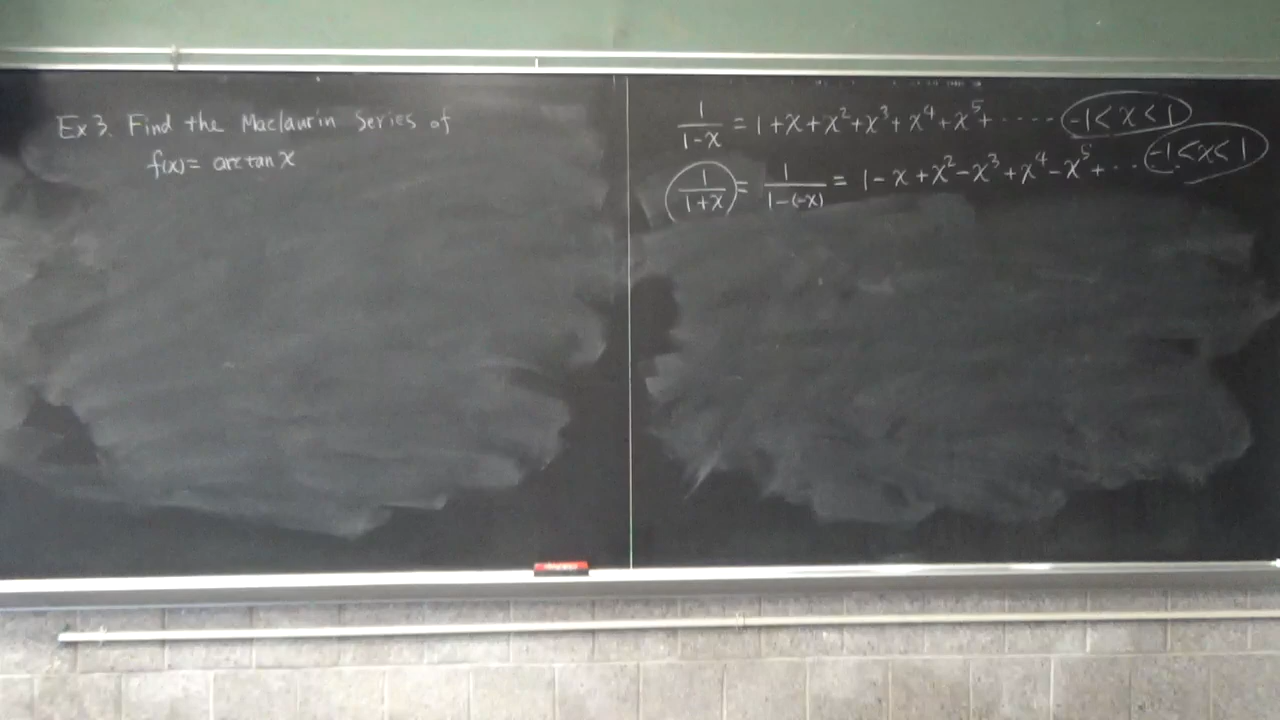 Ex 3. Find the Maclaurin Series of
f(x) = arctan x
1/(1-x) = 1+x+x²+x³+x⁴+x⁵+····· -1<x<1
1/(1+x) = 1/(1-(-x)) = 1-x+x²-x³+x⁴-x⁵+··· -1<x<1